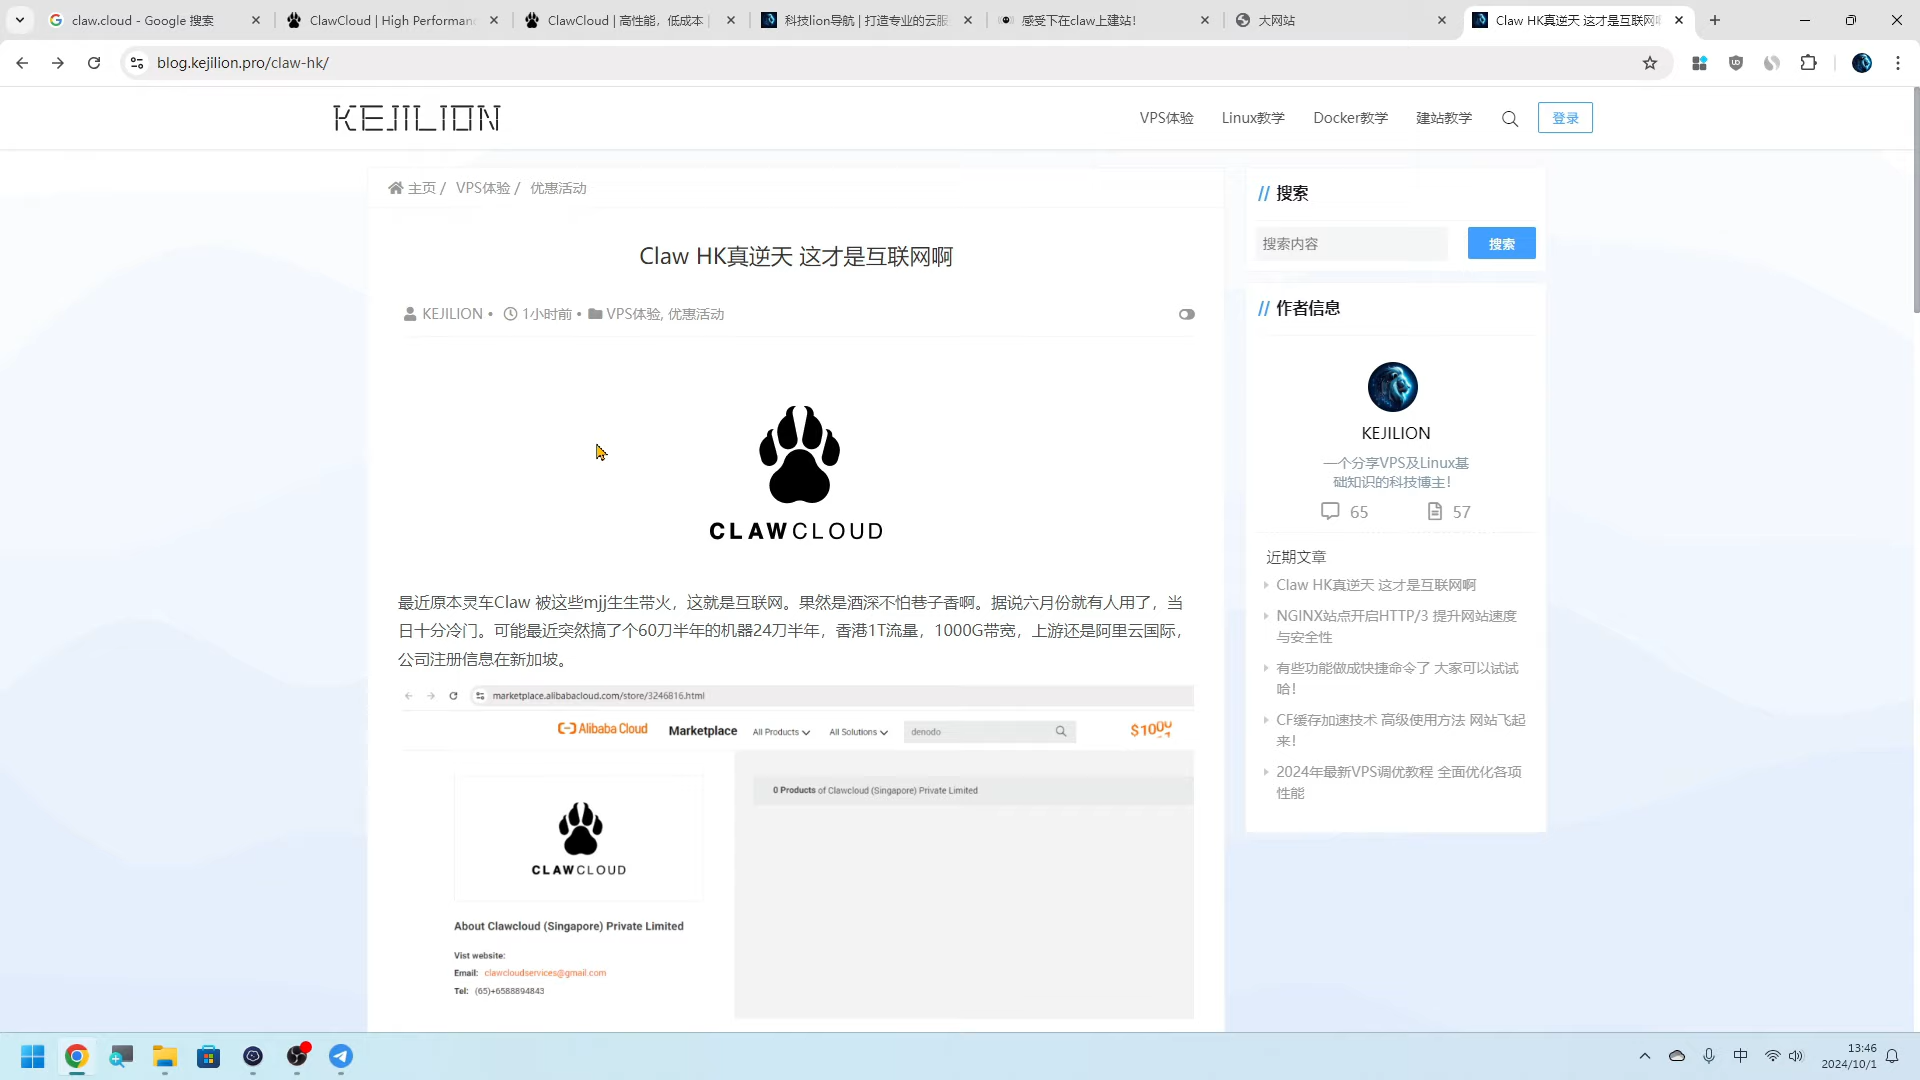 claw.cloud - Google 搜索
ClawCloud | High Performan
ClawCloud | 高性能，低成本 |
科技lion导航 | 打造专业的云服
感受下在claw上建站！
大网站
Claw HK真逆天 这才是互联网啊
blog.kejilion.pro/claw-hk/
KEJILION
VPS体验
Linux教学
Docker教学
建站教学
登录
主页 / VPS体验 / 优惠活动
Claw HK真逆天 这才是互联网啊
KEJILION • 1小时前 • VPS体验, 优惠活动
CLAWCLOUD
最近原本灵车Claw 被这些mjj生生带火，这就是互联网。果然是酒深不怕巷子香啊。据说六月份就有人用了，当
日十分冷门。可能最近突然搞了个60刀半年的机器24刀半年，香港1T流量，1000G带宽，上游还是阿里云国际，
公司注册信息在新加坡。
marketplace.alibabacloud.com/store/3246816.html
Alibaba Cloud
Marketplace
All Products
All Solutions
denodo
CLAWCLOUD
0 Products of Clawcloud (Singapore) Private Limited
About Clawcloud (Singapore) Private Limited
Vist website:
Email: clawcloudservices@gmail.com
Tel: (65)+6588894843
// 搜索
搜索内容
搜索
// 作者信息
KEJILION
一个分享VPS及Linux基
础知识的科技博主！
65
57
近期文章
Claw HK真逆天 这才是互联网啊
NGINX站点开启HTTP/3 提升网站速度
与安全性
有些功能做成快捷命令了 大家可以试试
哈！
CF缓存加速技术 高级使用方法 网站飞起
来！
2024年最新VPS调优教程 全面优化各项
性能
中
13:46
2024/10/1